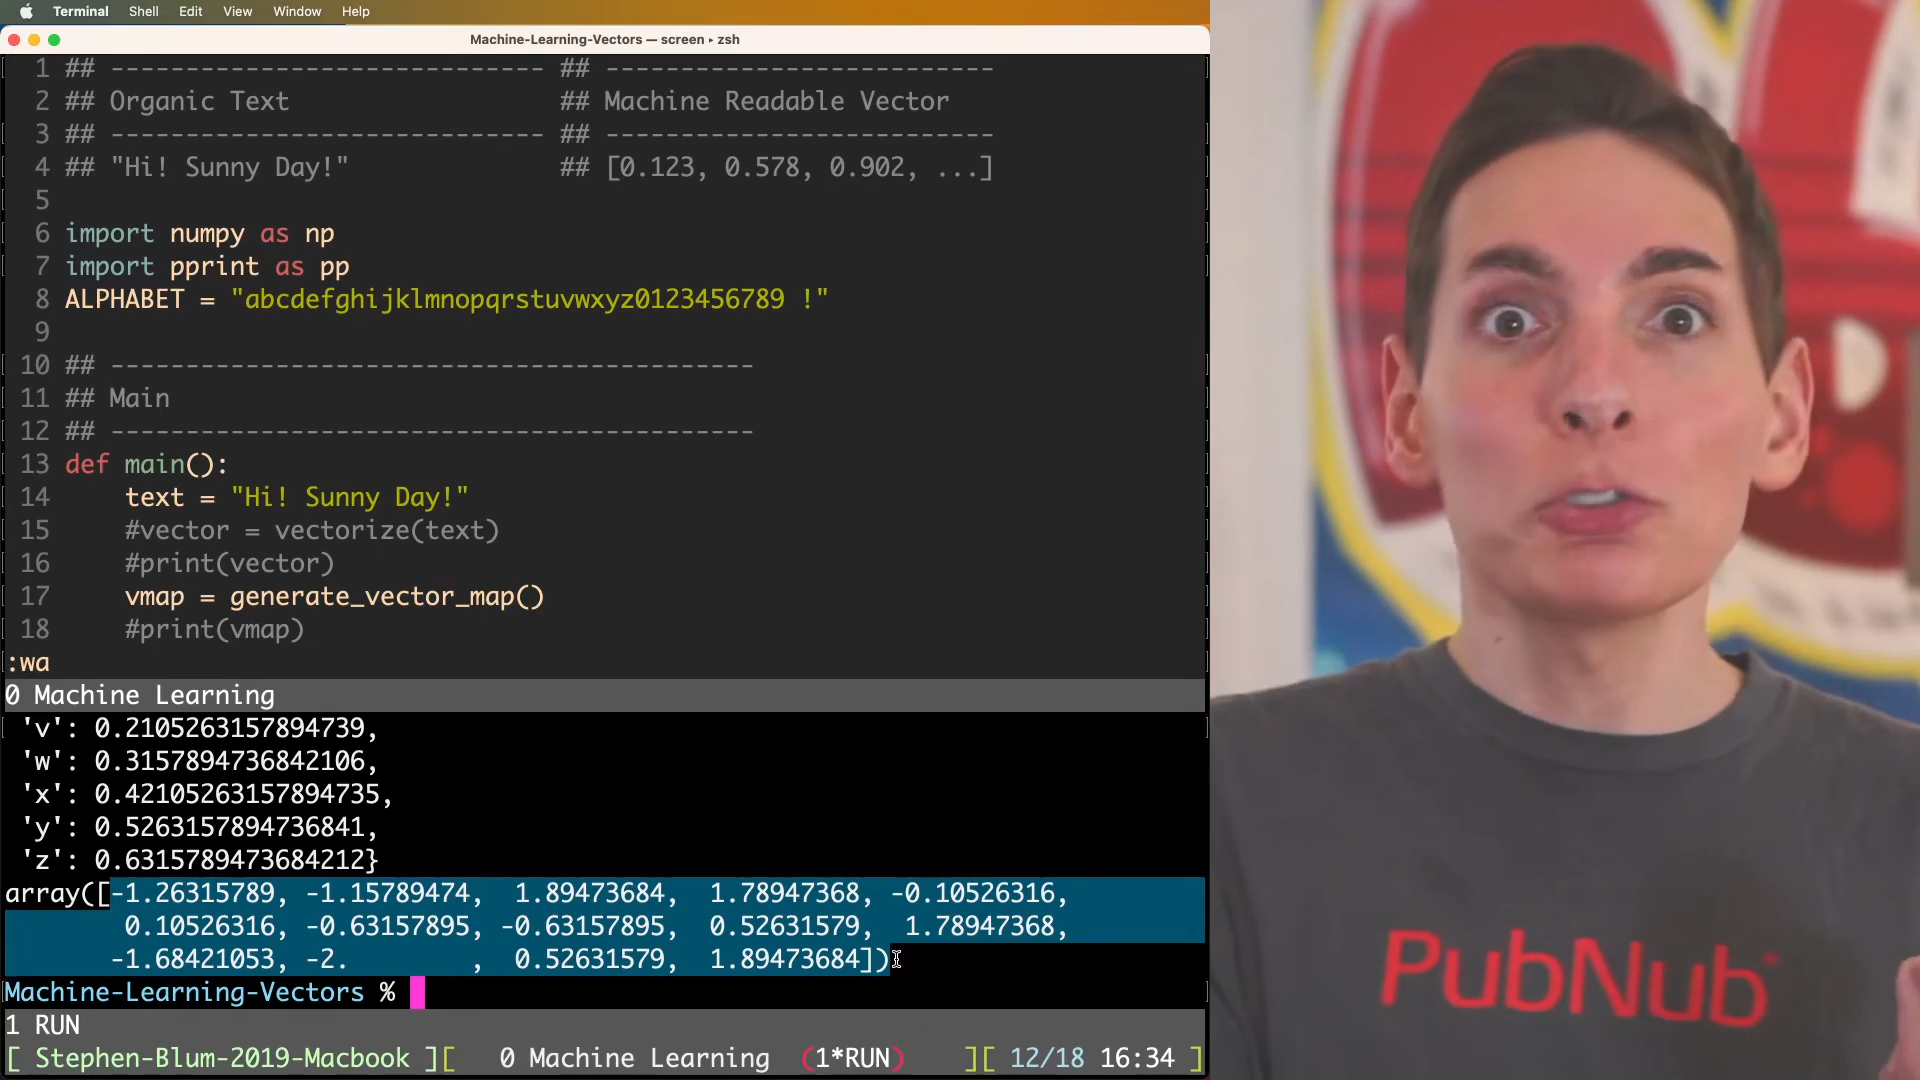 Terminal Shell Edit View Window Help
Machine-Learning-Vectors — screen ▸ zsh
1 ## ----------------------------- ## --------------------------
2 ## Organic Text ## Machine Readable Vector
3 ## ----------------------------- ## --------------------------
4 ## "Hi! Sunny Day!" ## [0.123, 0.578, 0.902, ...]
5
6 import numpy as np
7 import pprint as pp
8 ALPHABET = "abcdefghijklmnopqrstuvwxyz0123456789 !"
9
10 ## -------------------------------------------
11 ## Main
12 ## -------------------------------------------
13 def main():
14 text = "Hi! Sunny Day!"
15 #vector = vectorize(text)
16 #print(vector)
17 vmap = generate_vector_map()
18 #print(vmap)
:wa
0 Machine Learning
'v': 0.2105263157894739,
'w': 0.3157894736842106,
'x': 0.42105263157894735,
'y': 0.5263157894736841,
'z': 0.6315789473684212}
array([-1.26315789, -1.15789474, 1.89473684, 1.78947368, -0.10526316,
0.10526316, -0.63157895, -0.63157895, 0.52631579, 1.78947368,
-1.68421053, -2. , 0.52631579, 1.89473684])
Machine-Learning-Vectors %
1 RUN
[ Stephen-Blum-2019-Macbook ][ 0 Machine Learning (1*RUN) ][ 12/18 16:34 ]
PubNub